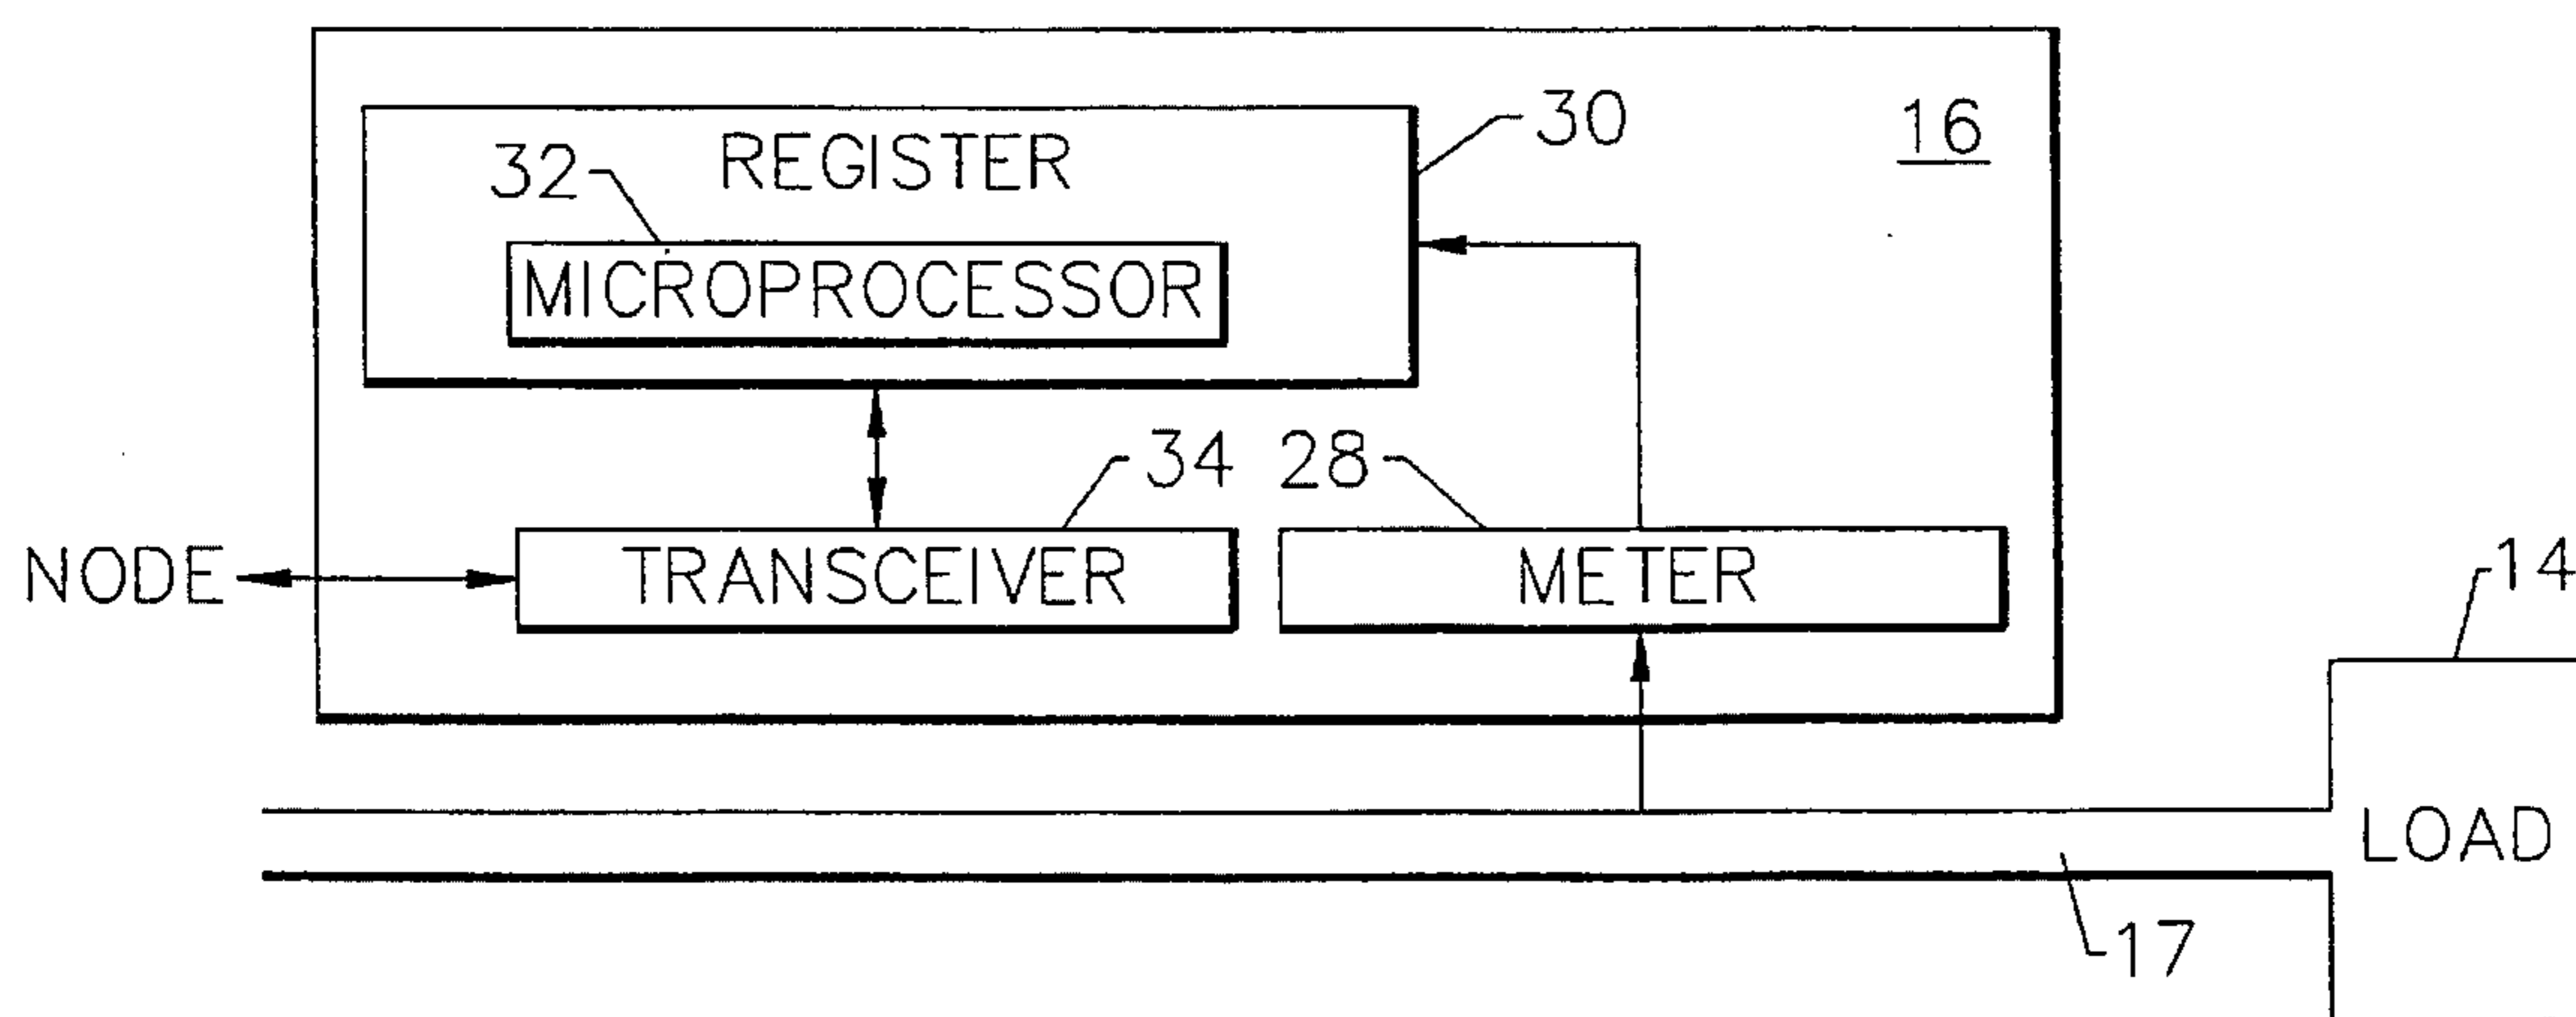 30
16
REGISTER
32
MICROPROCESSOR
34
28
NODE
TRANSCEIVER
METER
14
LOAD
17